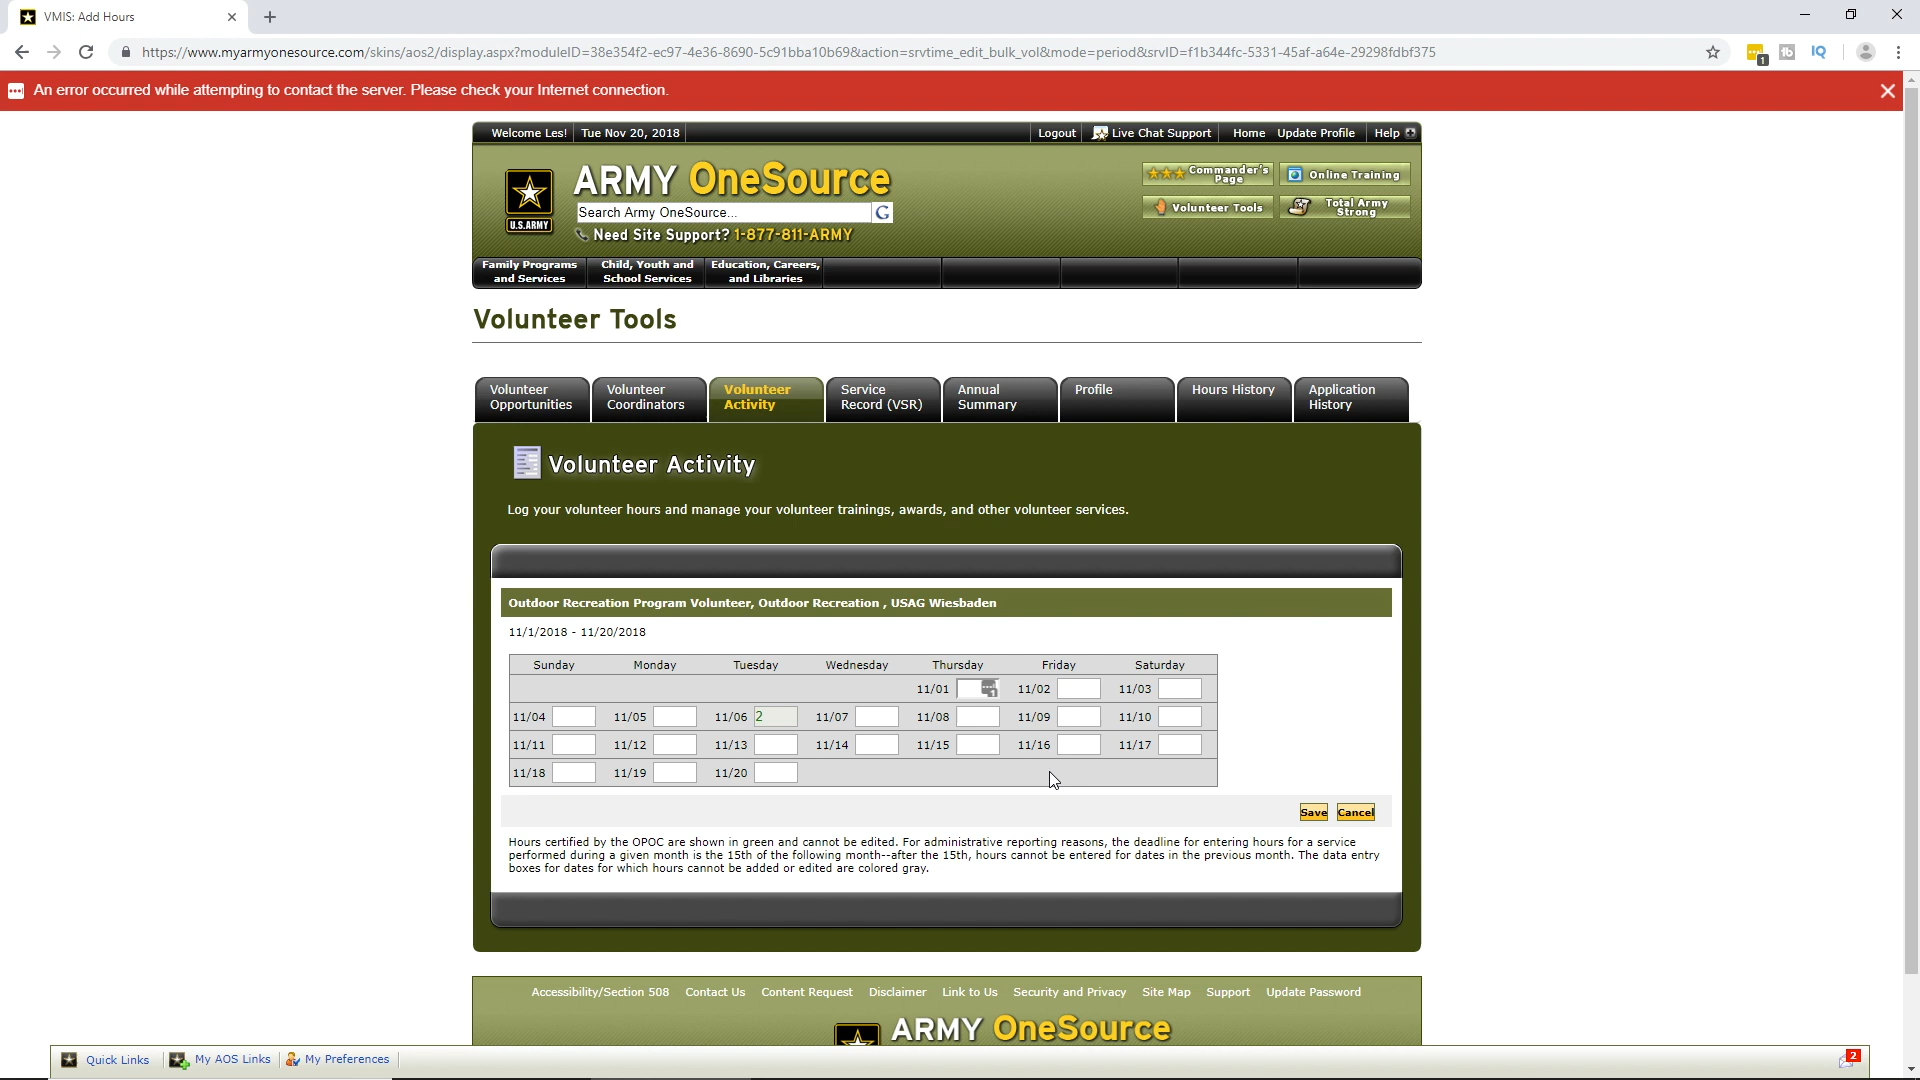 VMIS: Add Hours
https://www.myarmyonesource.com/skins/aos2/display.aspx?moduleID=38e354f2-ec97-4e36-8690-5c91bba10b69&action=srvtime_edit_bulk_vol&mode=period&srvID=f1b344fc-5331-45af-a64e-29298fdbf375
1
An error occurred while attempting to contact the server. Please check your Internet connection.
Welcome Les! Tue Nov 20, 2018 Logout Live Chat Support Home Update Profile Help
U.S.ARMY
ARMY OneSource
Search Army OneSource...
G
Need Site Support? 1-877-811-ARMY
Commander's Page
Online Training
Volunteer Tools
Total Army Strong
Family Programs and Services
Child, Youth and School Services
Education, Careers, and Libraries
Volunteer Tools
Volunteer Opportunities
Volunteer Coordinators
Volunteer Activity
Service Record (VSR)
Annual Summary
Profile
Hours History
Application History
Volunteer Activity
Log your volunteer hours and manage your volunteer trainings, awards, and other volunteer services.
Outdoor Recreation Program Volunteer, Outdoor Recreation , USAG Wiesbaden
11/1/2018 - 11/20/2018
Sunday Monday Tuesday Wednesday Thursday Friday Saturday
11/01 1 11/02 11/03
11/04 11/05 11/06 2 11/07 11/08 11/09 11/10
11/11 11/12 11/13 11/14 11/15 11/16 11/17
11/18 11/19 11/20
Save Cancel
Hours certified by the OPOC are shown in green and cannot be edited. For administrative reporting reasons, the deadline for entering hours for a service
performed during a given month is the 15th of the following month--after the 15th, hours cannot be entered for dates in the previous month. The data entry
boxes for dates for which hours cannot be added or edited are colored gray.
Accessibility/Section 508 Contact Us Content Request Disclaimer Link to Us Security and Privacy Site Map Support Update Password
ARMY OneSource
Quick Links My AOS Links My Preferences 2